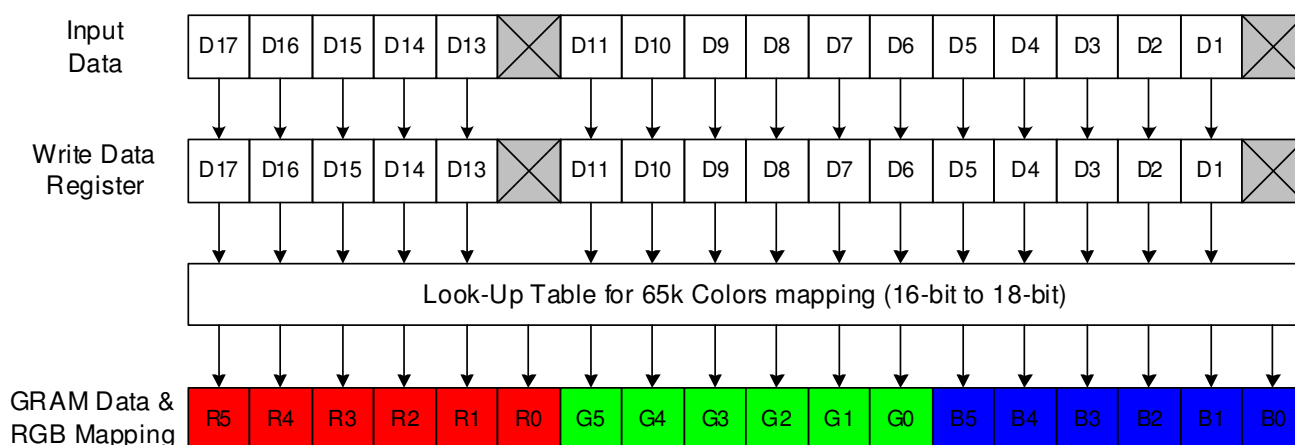 Input
Data
D17 D16 D15 D14 D13 D11 D10 D9 D8 D7 D6 D5 D4 D3 D2 D1
Write Data
Register
D17 D16 D15 D14 D13 D11 D10 D9 D8 D7 D6 D5 D4 D3 D2 D1
Look-Up Table for 65k Colors mapping (16-bit to 18-bit)
GRAM Data &
RGB Mapping
R5 R4 R3 R2 R1 R0 G5 G4 G3 G2 G1 G0 B5 B4 B3 B2 B1 B0